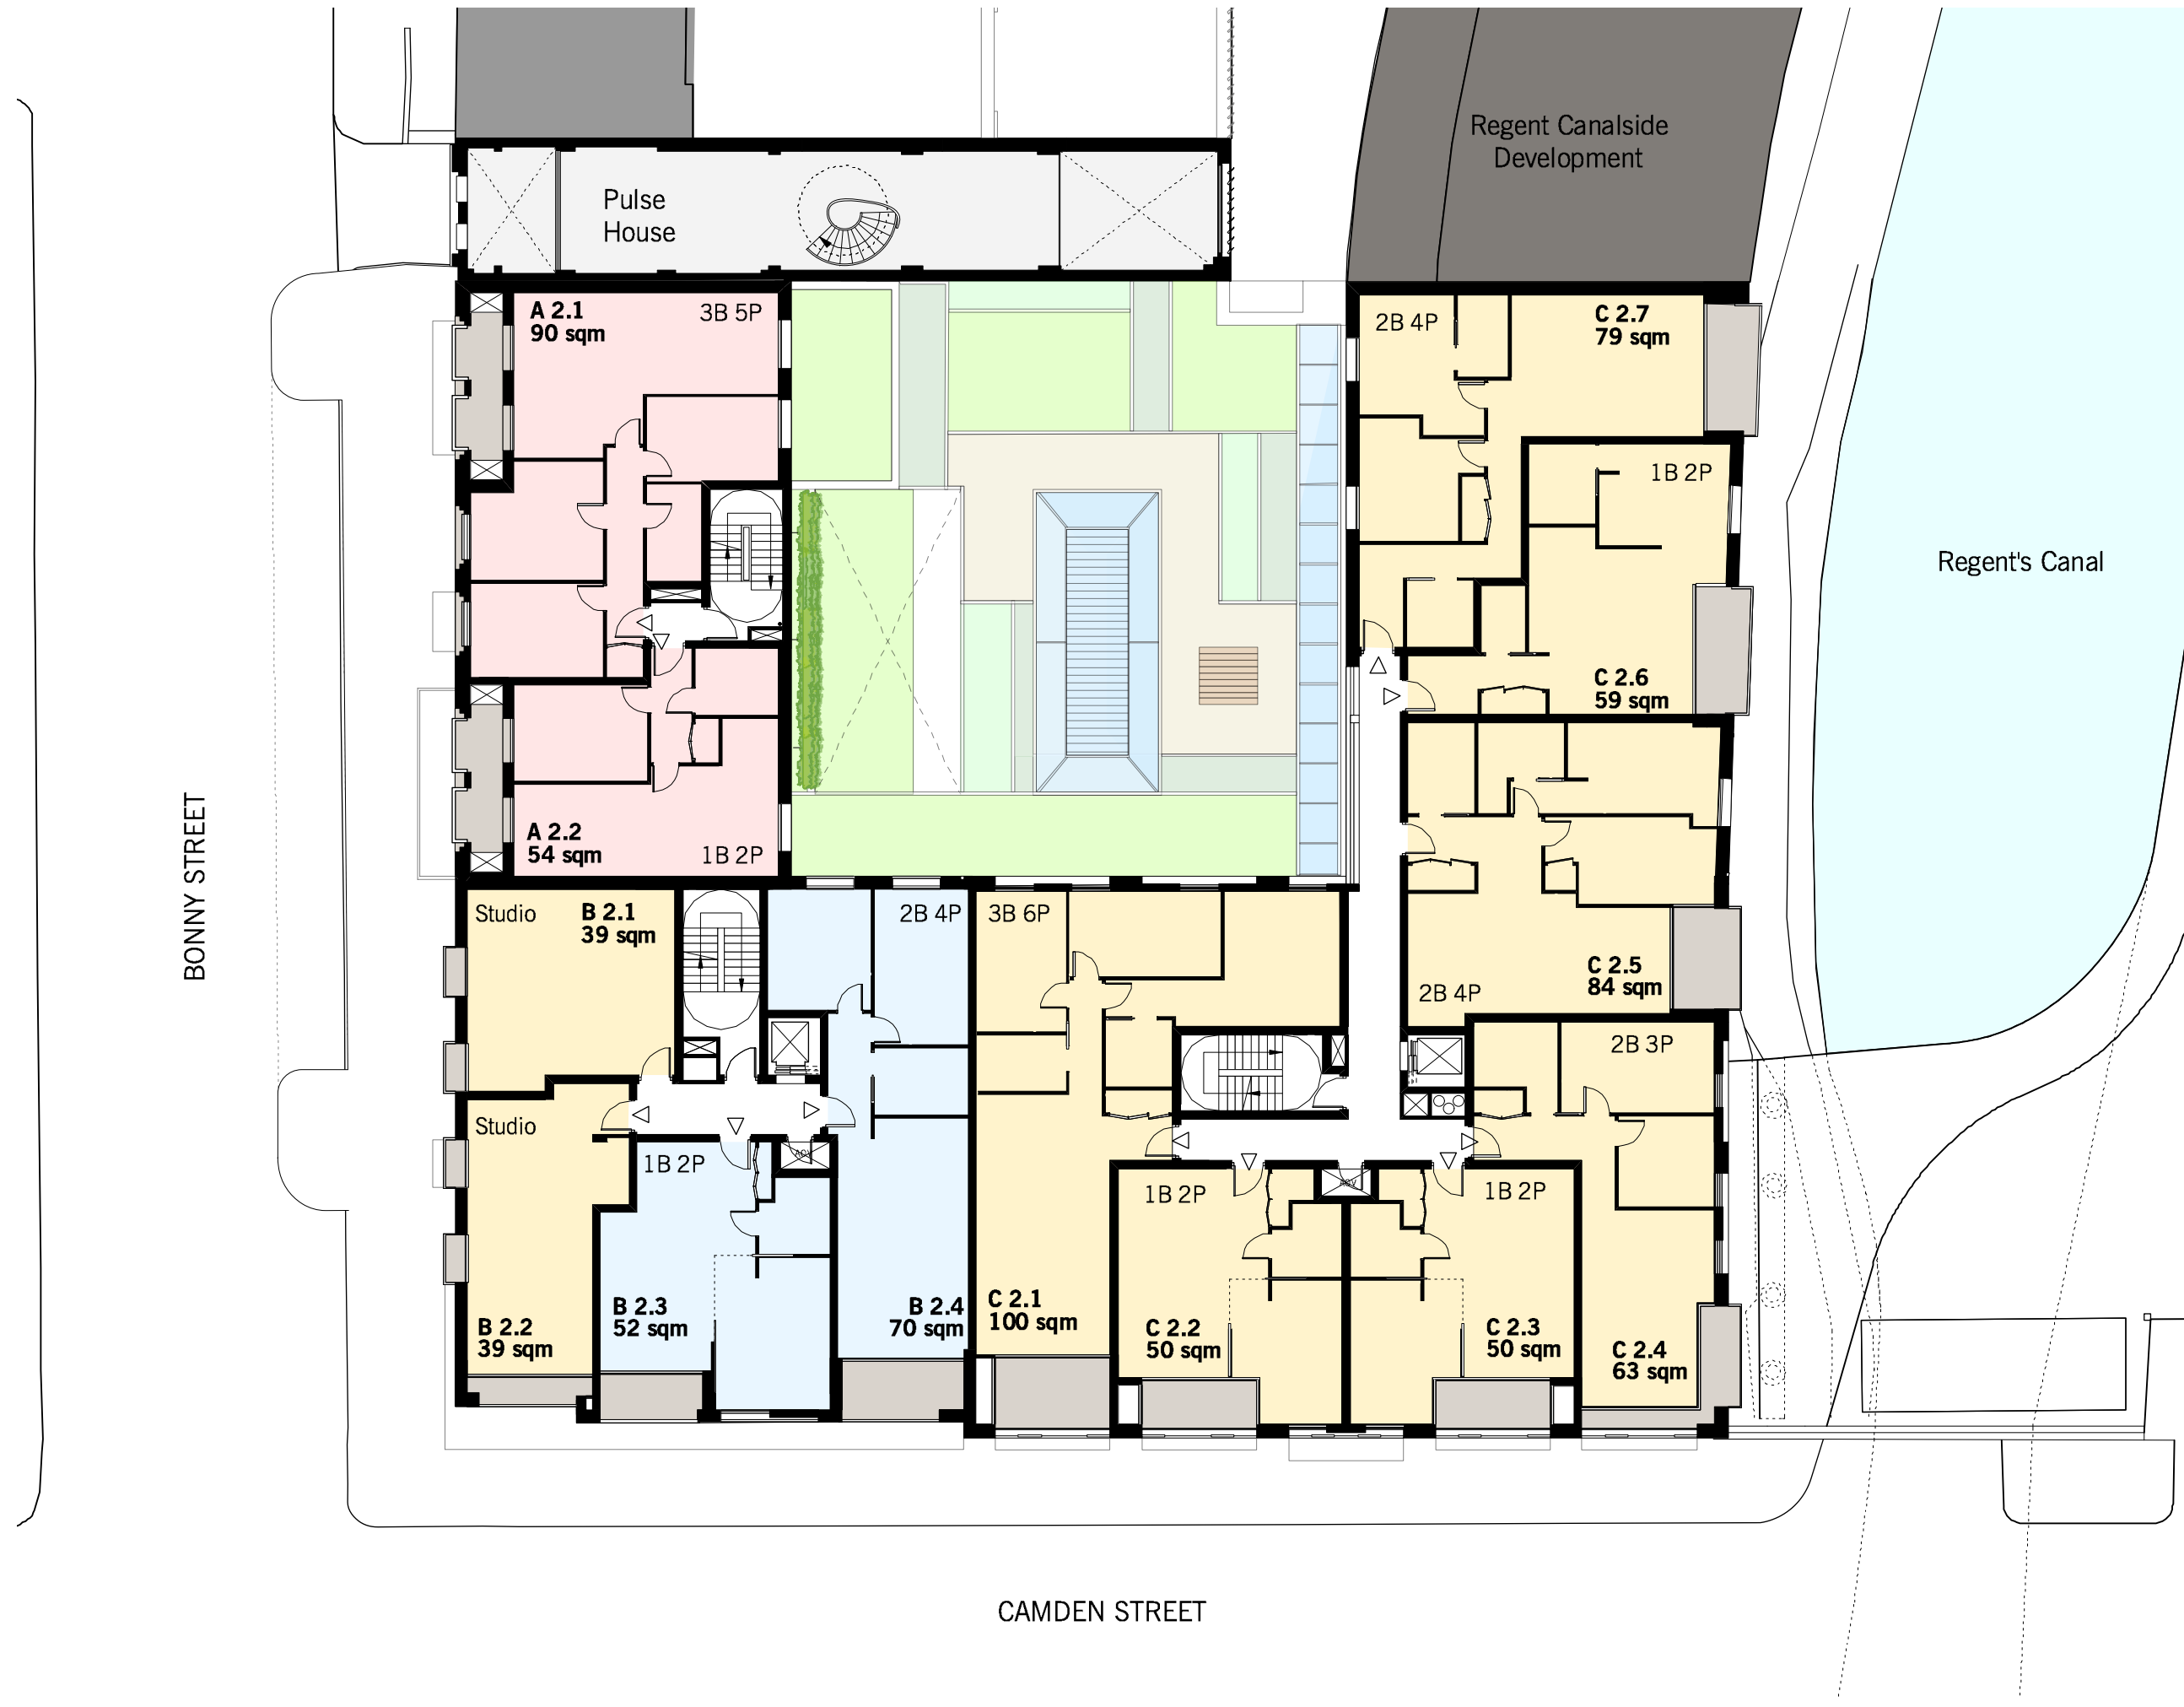 Regent Canalside
Development
Pulse
House
A 2.1
90 sqm
3B 5P
2B 4P
C 2.7
79 sqm
1B 2P
Regent's Canal
C 2.6
59 sqm
A 2.2
54 sqm
1B 2P
BONNY STREET
Studio
B 2.1
39 sqm
2B 4P
3B 6P
C 2.5
84 sqm
2B 4P
2B 3P
Studio
1B 2P
AOV
1B 2P
AOV
1B 2P
B 2.2
39 sqm
B 2.3
52 sqm
B 2.4
70 sqm
C 2.1
100 sqm
C 2.2
50 sqm
C 2.3
50 sqm
C 2.4
63 sqm
CAMDEN STREET